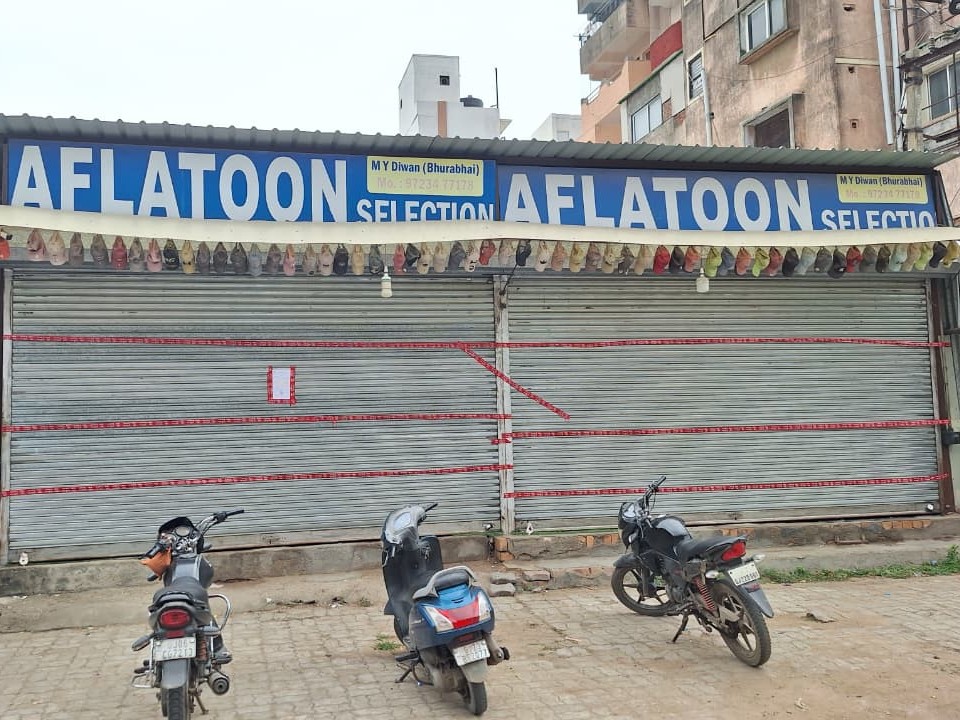 AFLATOON
M Y Diwan (Bhurabhai)
Mo. : 97234 77178
SELECTION
AFLATOON
M Y Diwan (Bhurabhai)
Mo. : 97234 77178
SELECTIO